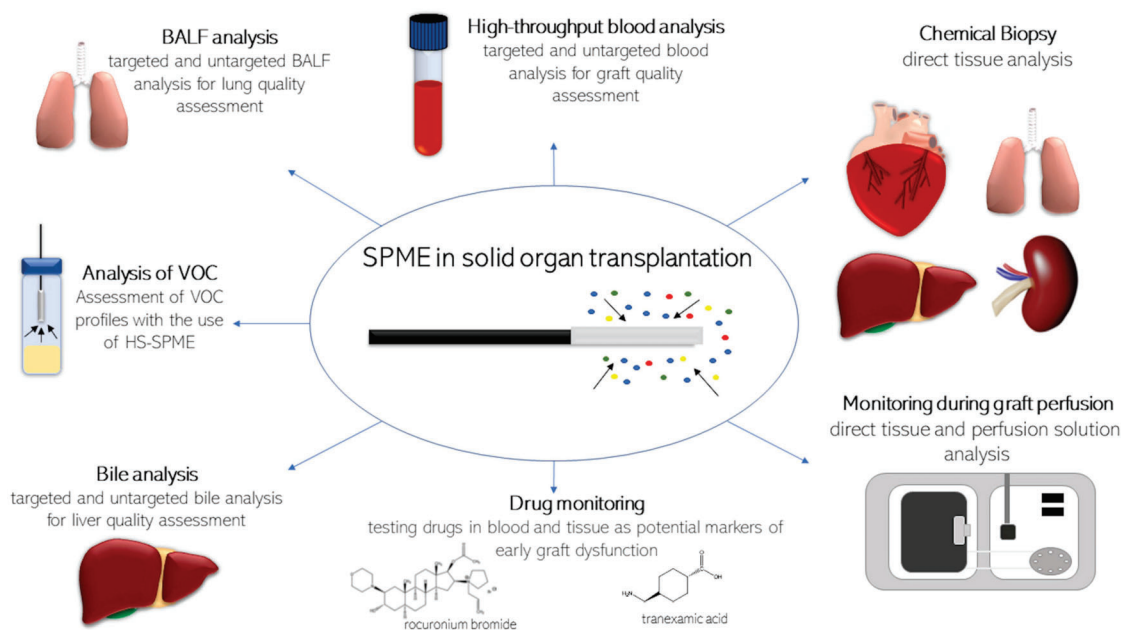 BALF analysis
targeted and untargeted BALF
analysis for lung quality
assessment
High-throughput blood analysis
targeted and untargeted blood
analysis for graft quality
assessment
Chemical Biopsy
direct tissue analysis
Analysis of VOC
Assessment of VOC
profiles with the use
of HS-SPME
SPME in solid organ transplantation
Monitoring during graft perfusion
direct tissue and perfusion solution
analysis
Bile analysis
targeted and untargeted bile analysis
for liver quality assessment
Drug monitoring
testing drugs in blood and tissue as potential markers of
early graft dysfunction
rocuronium bromide
H₂N
O
OH
tranexamic acid